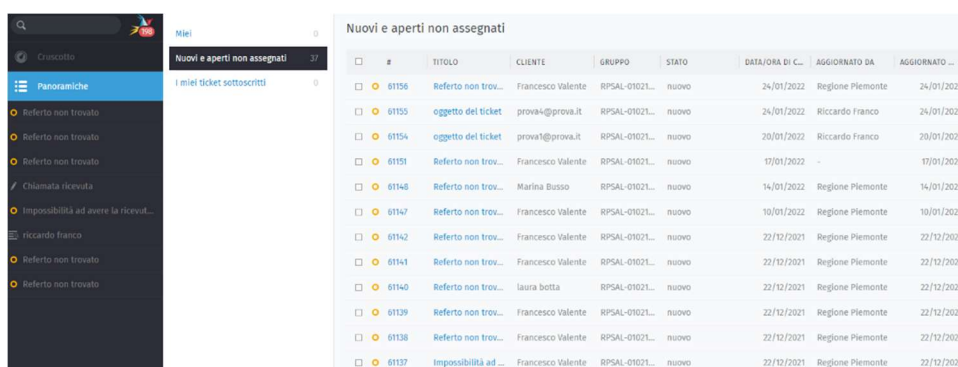 198
Cruscotto
Panoramiche
Referto non trovato
Referto non trovato
Referto non trovato
Chiamata ricevuta
Impossibilità ad avere la ricevut...
riccardo franco
Referto non trovato
Referto non trovato
Miei 0
Nuovi e aperti non assegnati 37
I miei ticket sottoscritti 0
Nuovi e aperti non assegnati
# TITOLO CLIENTE GRUPPO STATO DATA/ORA DI C... AGGIORNATO DA AGGIORNATO ...
61156 Referto non trov... Francesco Valente RPSAL-01021... nuovo 24/01/2022 Regione Piemonte 24/01/202
61155 oggetto del ticket prova4@prova.it RPSAL-01021... nuovo 24/01/2022 Riccardo Franco 24/01/202
61154 oggetto del ticket prova1@prova.it RPSAL-01021... nuovo 20/01/2022 Riccardo Franco 20/01/202
61151 Referto non trov... Francesco Valente RPSAL-01021... nuovo 17/01/2022 - 17/01/202
61148 Referto non trov... Marina Busso RPSAL-01021... nuovo 14/01/2022 Regione Piemonte 14/01/202
61147 Referto non trov... Francesco Valente RPSAL-01021... nuovo 10/01/2022 Regione Piemonte 10/01/202
61142 Referto non trov... Francesco Valente RPSAL-01021... nuovo 22/12/2021 Regione Piemonte 22/12/202
61141 Referto non trov... Francesco Valente RPSAL-01021... nuovo 22/12/2021 Regione Piemonte 22/12/202
61140 Referto non trov... laura botta RPSAL-01021... nuovo 22/12/2021 Regione Piemonte 22/12/202
61139 Referto non trov... Francesco Valente RPSAL-01021... nuovo 22/12/2021 Regione Piemonte 22/12/202
61138 Referto non trov... Francesco Valente RPSAL-01021... nuovo 22/12/2021 Regione Piemonte 22/12/202
61137 Impossibilità ad ... Francesco Valente RPSAL-01021... nuovo 22/12/2021 Regione Piemonte 22/12/202